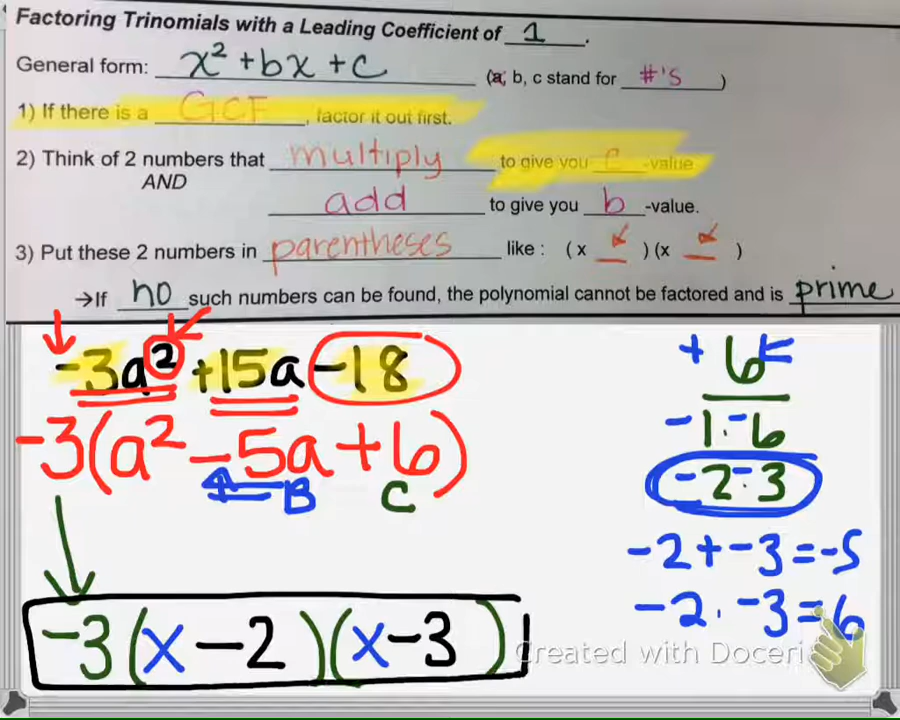 Factoring Trinomials with a Leading Coefficient of 1.
General form: x² + bx + c (a, b, c stand for #'s)
1) If there is a GCF, factor it out first.
2) Think of 2 numbers that multiply to give you c -value
AND
add to give you b -value.
3) Put these 2 numbers in parentheses like : (x __ )(x __ )
→If no such numbers can be found, the polynomial cannot be factored and is prime
-3a² +15a -18
-3(a² -5a + 6)
B C
+ 6
-1 · -6
-2 · -3
-2 + -3 = -5
-2 · -3 = 6
-3(x - 2)(x - 3)
Created with Doceri